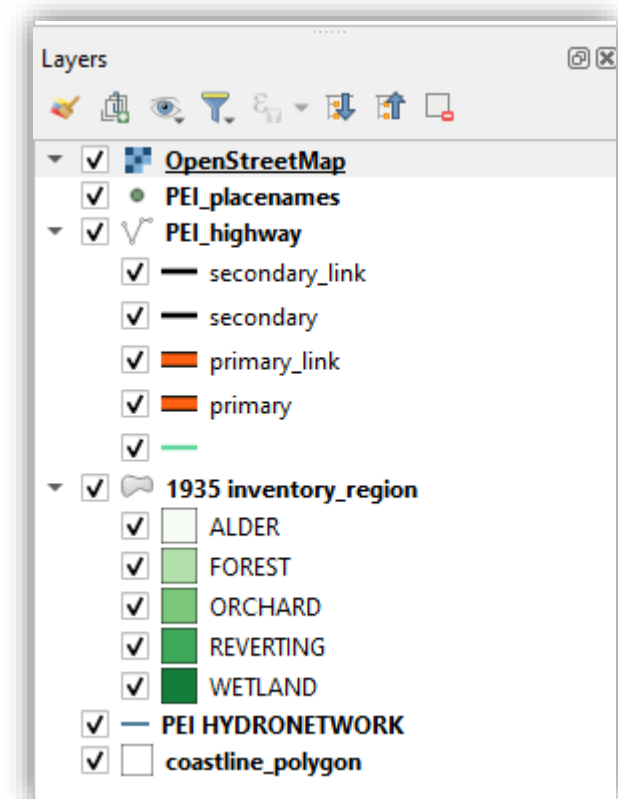 Layers
OpenStreetMap
PEI_placenames
PEI_highway
secondary_link
secondary
primary_link
primary
1935 inventory_region
ALDER
FOREST
ORCHARD
REVERTING
WETLAND
PEI HYDRONETWORK
coastline_polygon